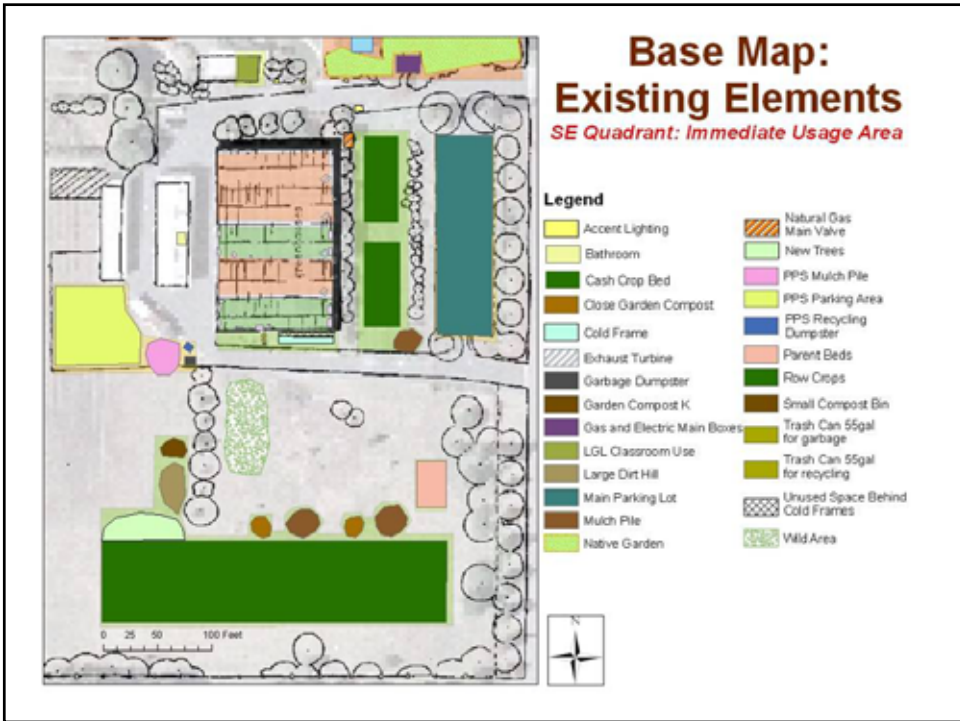 Base Map:
Existing Elements
SE Quadrant: Immediate Usage Area
Legend
Accent Lighting
Bathroom
Cash Crop Bed
Close Garden Compost
Cold Frame
Exhaust Turbine
Garbage Dumpster
Garden Compost K
Gas and Electric Main Boxes
LGL Classroom Use
Large Dirt Hill
Main Parking Lot
Mulch Pile
Native Garden
Natural Gas
Main Valve
New Trees
PPS Mulch Pile
PPS Parking Area
PPS Recycling
Dumpster
Parent Beds
Row Crops
Small Compost Bin
Trash Can 55gal
for garbage
Trash Can 55gal
for recycling
Unused Space Behind
Cold Frames
Wild Area
0 25 50 100 Feet
N